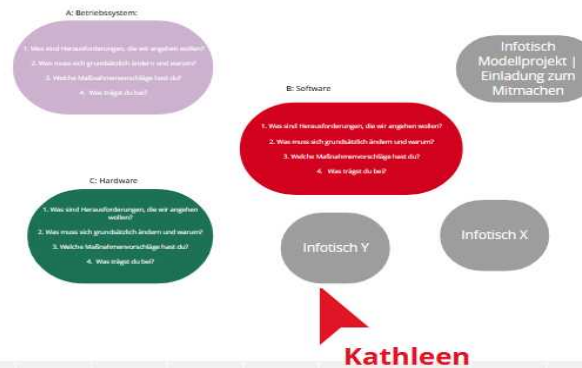 A: Betriebssystem:
1. Was sind Herausforderungen, die wir angehen wollen?
2. Was muss sich grundsätzlich ändern und warum?
3. Welche Maßnahmenvorschläge hast du?
4. Was trägst du bei?
Infotisch
Modellprojekt |
Einladung zum
Mitmachen
B: Software
1. Was sind Herausforderungen, die wir angehen wollen?
2. Was muss sich grundsätzlich ändern und warum?
3. Welche Maßnahmenvorschläge hast du?
4. Was trägst du bei?
C: Hardware
1. Was sind Herausforderungen, die wir angehen
wollen?
2. Was muss sich grundsätzlich ändern und warum?
3. Welche Maßnahmenvorschläge hast du?
4. Was trägst du bei?
Infotisch Y
Infotisch X
Kathleen